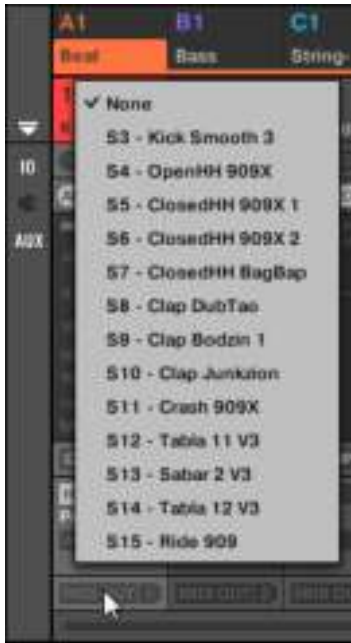 A1 B1 C1
Beat Bass String-
None
S3 - Kick Smooth 3
S4 - OpenHH 909X
S5 - ClosedHH 909X 1
S6 - ClosedHH 909X 2
S7 - ClosedHH BagBap
S8 - Clap DubTao
S9 - Clap Bodzin 1
S10 - Clap Junkzion
S11 - Crash 909X
S12 - Tabla 11 V3
S13 - Sabar 2 V3
S14 - Tabla 12 V3
S15 - Ride 909
IO
AUX